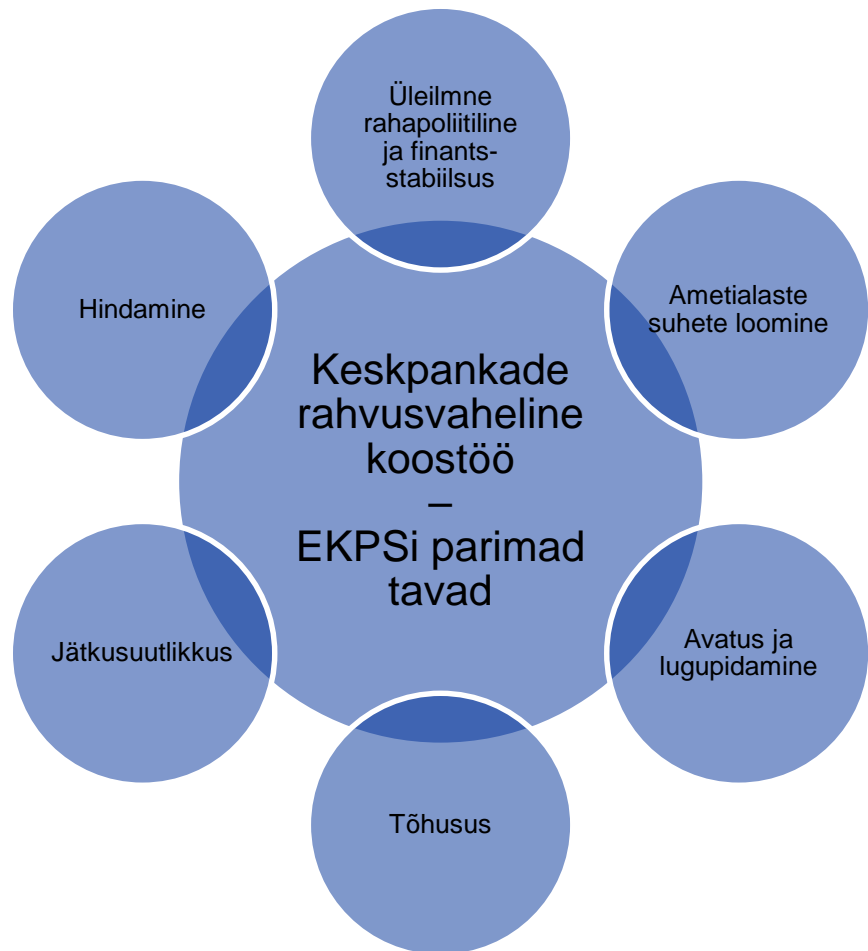 Üleilmne
rahapoliitiline
ja finants-
stabiilsus
Hindamine
Ametialaste
suhete loomine
Keskpankade
rahvusvaheline
koostöö
–
EKPSi parimad
tavad
Jätkusuutlikkus
Avatus ja
lugupidamine
Tõhusus